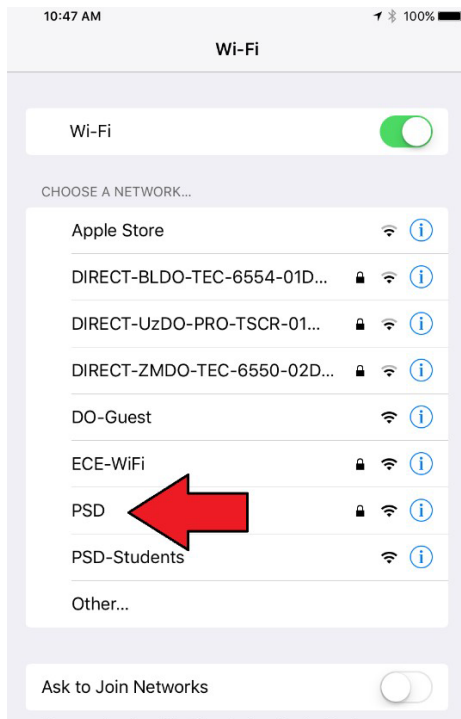 10:47 AM 100%
Wi-Fi
Wi-Fi
CHOOSE A NETWORK...
Apple Store
DIRECT-BLDO-TEC-6554-01D...
DIRECT-UzDO-PRO-TSCR-01...
DIRECT-ZMDO-TEC-6550-02D...
DO-Guest
ECE-WiFi
PSD
PSD-Students
Other...
Ask to Join Networks